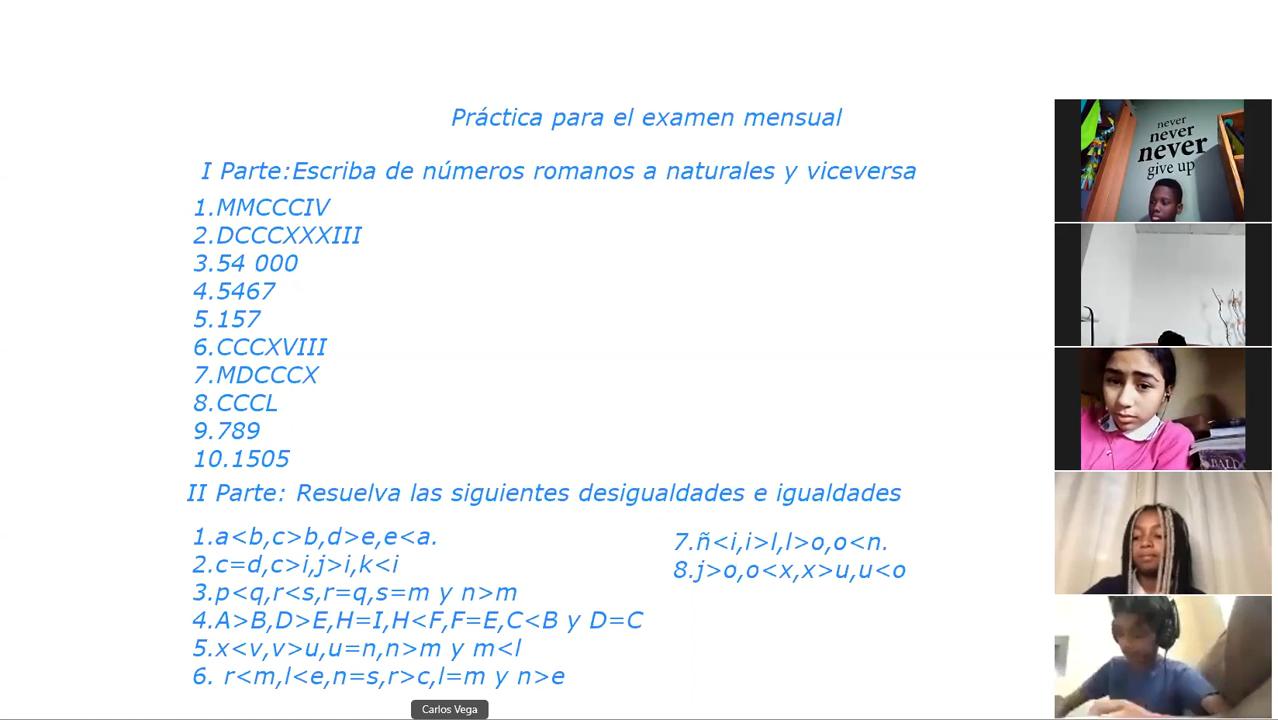 Práctica para el examen mensual
I Parte:Escriba de números romanos a naturales y viceversa
1.MMCCCIV
2.DCCCXXXIII
3.54 000
4.5467
5.157
6.CCCXVIII
7.MDCCCX
8.CCCL
9.789
10.1505
II Parte: Resuelva las siguientes desigualdades e igualdades
1.a<b,c>b,d>e,e<a.
2.c=d,c>i,j>i,k<i
3.p<q,r<s,r=q,s=m y n>m
4.A>B,D>E,H=I,H<F,F=E,C<B y D=C
5.x<v,v>u,u=n,n>m y m<l
6. r<m,l<e,n=s,r>c,l=m y n>e
7.ñ<i,i>l,l>o,o<n.
8.j>o,o<x,x>u,u<o
Carlos Vega
never
never
never
give up
BALD